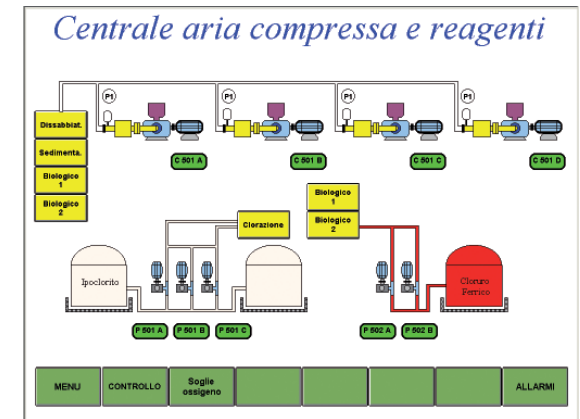 Centrale aria compressa e reagenti
P1
P1
P1
P1
Dissabbiat.
Sedimenta.
Biologico
1
Biologico
2
C 501 A
C 501 B
C 501 C
C 501 D
Biologico
1
Biologico
2
Clorazione
Ipoclorito
Cloruro
Ferrico
P 501 A
P 501 B
P 501 C
P 502 A
P 502 B
MENU
CONTROLLO
Soglie
ossigeno
ALLARMI